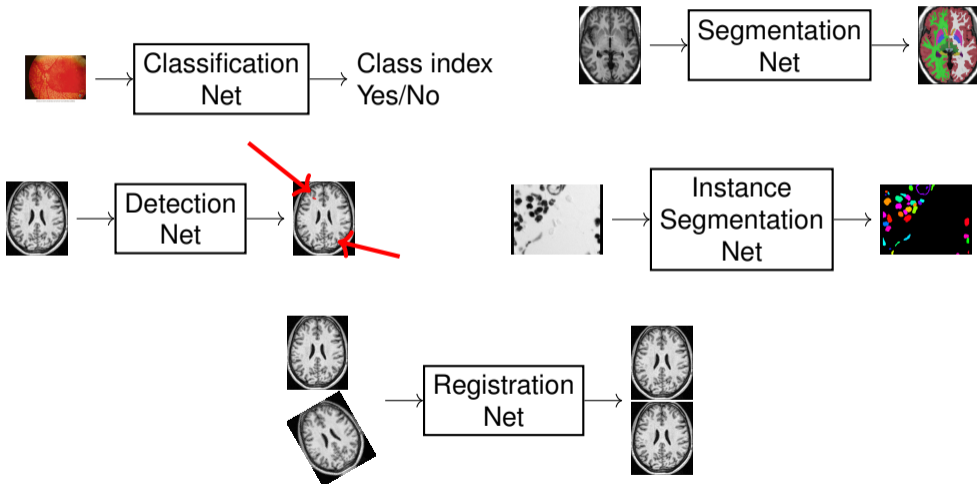 Classification
Net
Class index
Yes/No
Segmentation
Net
Detection
Net
Instance
Segmentation
Net
Registration
Net